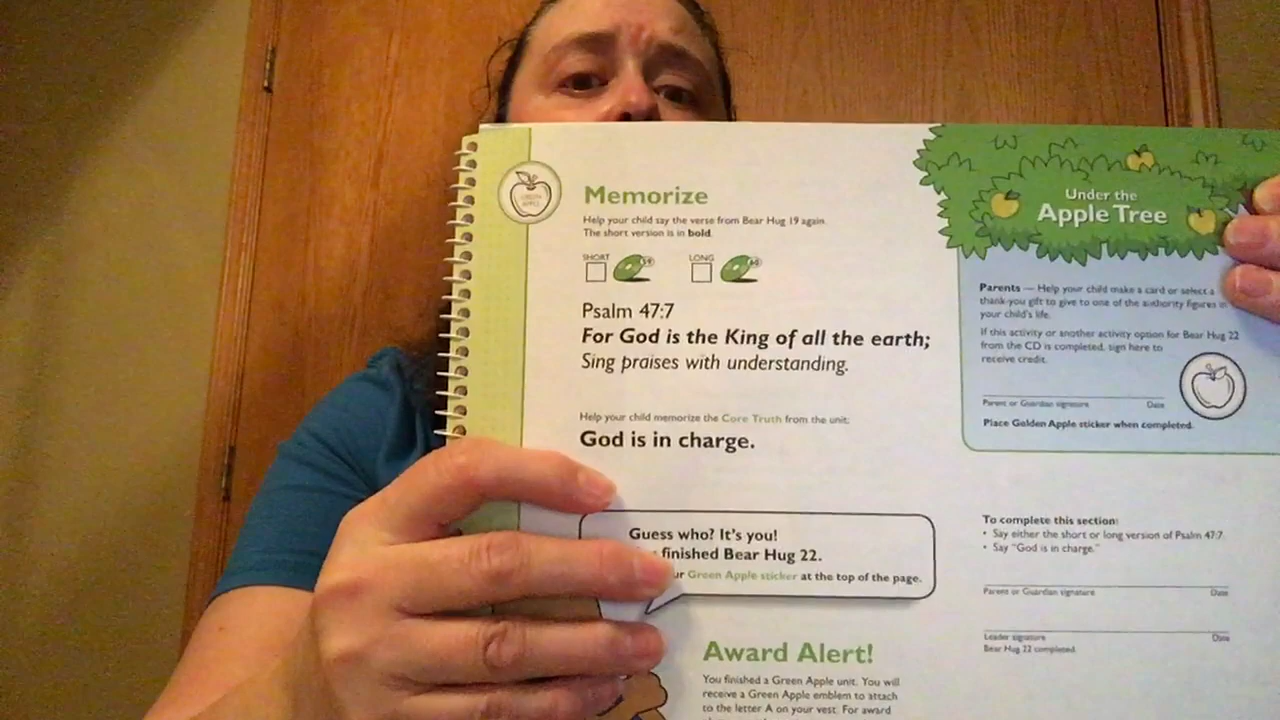 GREEN
APPLE
Memorize
Help your child say the verse from Bear Hug 19 again.
The short version is in bold.
SHORT
LONG
Psalm 47:7
For God is the King of all the earth;
Sing praises with understanding.
Help your child memorize the Core Truth from the unit:
God is in charge.
Guess who? It's you!
finished Bear Hug 22.
Green Apple sticker at the top of the page.
Award Alert!
You finished a Green Apple unit. You will
receive a Green Apple emblem to attach
to the letter A on your vest. For award
Under the
Apple Tree
Parents — Help your child make a card or select a
thank-you gift to give to one of the authority figures in
your child's life.
If this activity or another activity option for Bear Hug 22
from the CD is completed, sign here to
receive credit.
Parent or Guardian signature Date
Place Golden Apple sticker when completed.
To complete this section:
• Say either the short or long version of Psalm 47:7.
• Say "God is in charge."
Parent or Guardian signature Date
Leader signature Date
Bear Hug 22 completed.